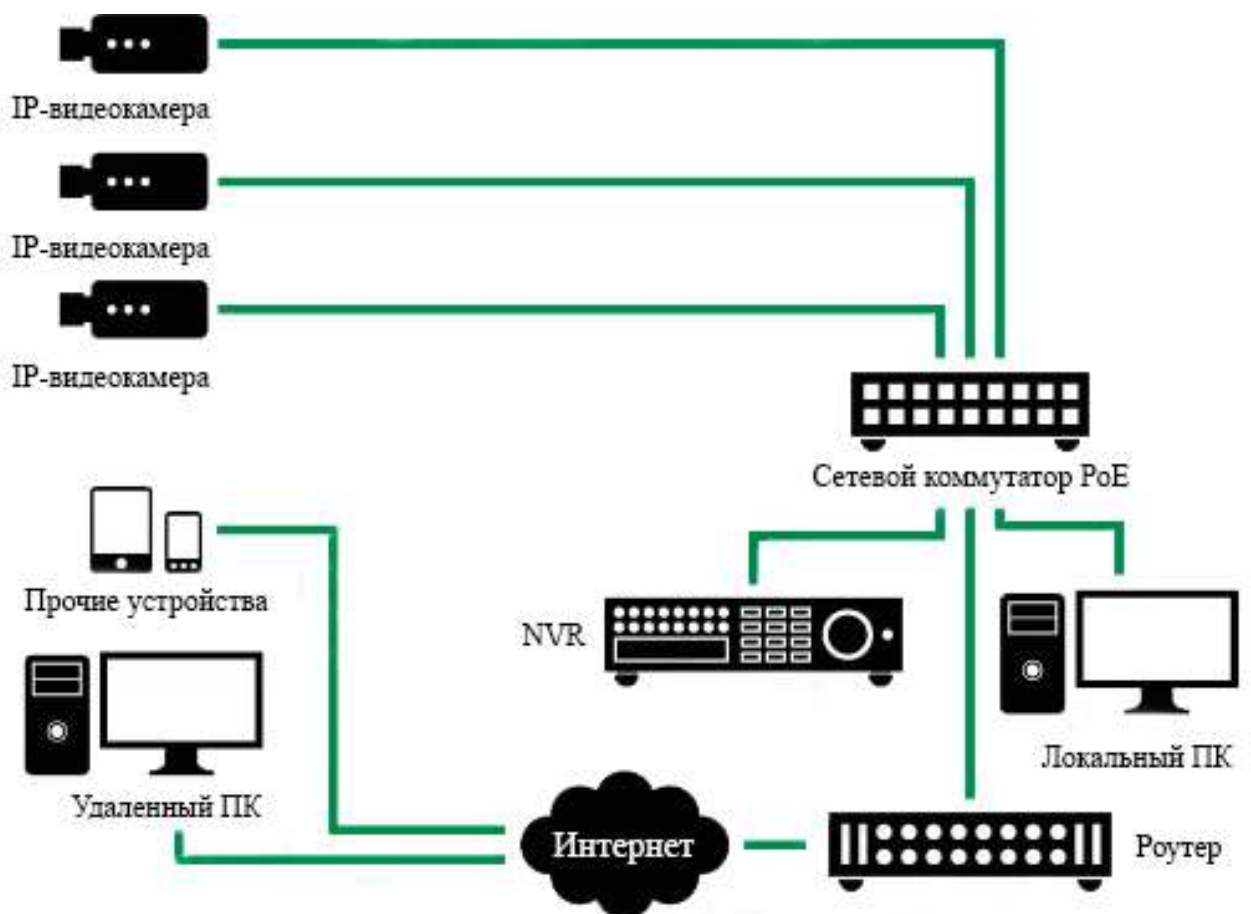 IP-видеокамера
IP-видеокамера
IP-видеокамера
Сетевой коммутатор PoE
Прочие устройства
NVR
Локальный ПК
Удаленный ПК
Интернет
Роутер